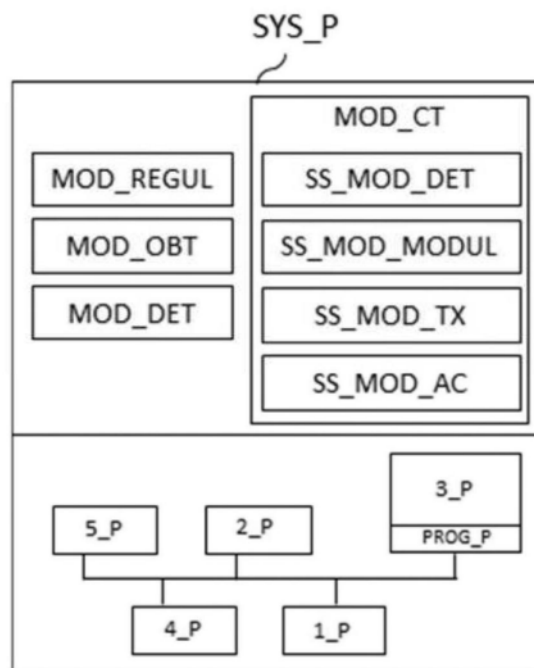 SYS_P
MOD_CT
MOD_REGUL
SS_MOD_DET
MOD_OBT
SS_MOD_MODUL
MOD_DET
SS_MOD_TX
SS_MOD_AC
3_P
5_P
2_P
PROG_P
4_P
1_P